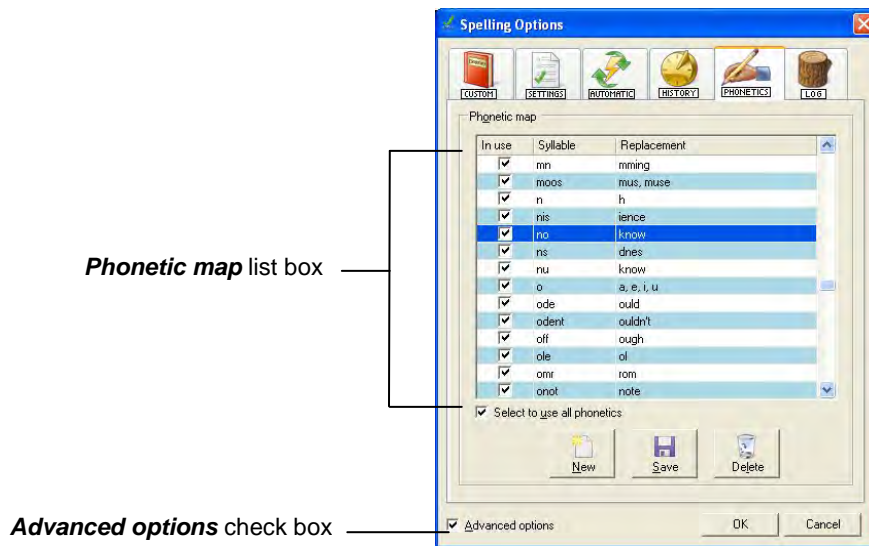 Spelling Options
CUSTOM SETTINGS AUTOMATIC HISTORY PHONETICS LOG
Phonetic map
In use Syllable Replacement
mn mming
moos mus, muse
n h
nis ience
no know
ns dnes
nu know
o a, e, i, u
ode ould
odent ouldn't
off ough
ole ol
omr rom
onot note
Phonetic map list box
Select to use all phonetics
New Save Delete
Advanced options check box
Advanced options OK Cancel